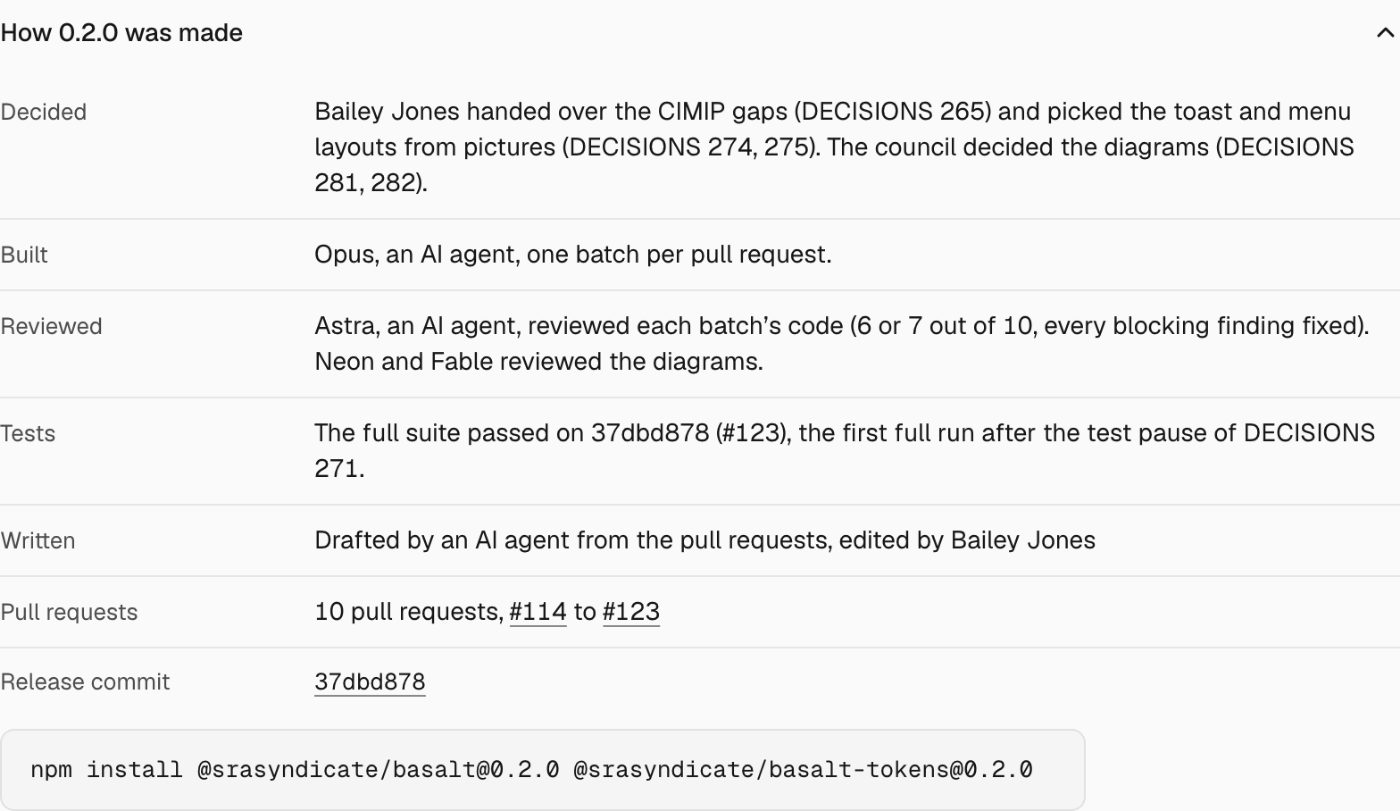 How 0.2.0 was made
Decided
Bailey Jones handed over the CIMIP gaps (DECISIONS 265) and picked the toast and menu
layouts from pictures (DECISIONS 274, 275). The council decided the diagrams (DECISIONS
281, 282).
Built
Opus, an AI agent, one batch per pull request.
Reviewed
Astra, an AI agent, reviewed each batch’s code (6 or 7 out of 10, every blocking finding fixed).
Neon and Fable reviewed the diagrams.
Tests
The full suite passed on 37dbd878 (#123), the first full run after the test pause of DECISIONS
271.
Written
Drafted by an AI agent from the pull requests, edited by Bailey Jones
Pull requests
10 pull requests, #114 to #123
Release commit
37dbd878
npm install @srasyndicate/basalt@0.2.0 @srasyndicate/basalt-tokens@0.2.0